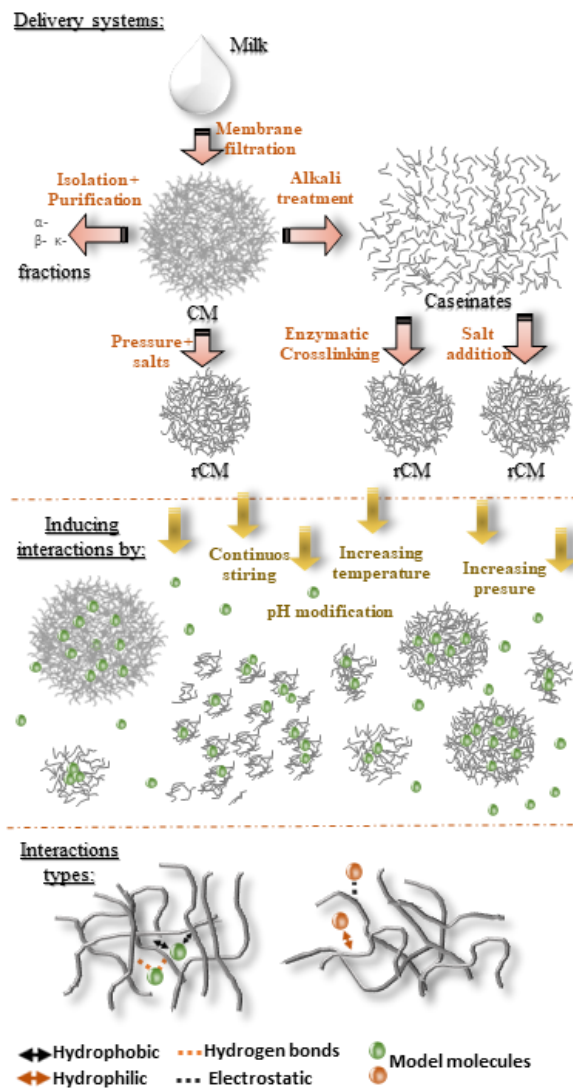 Delivery systems:
Milk
Membrane
filtration
Isolation+
Purification
Alkali
treatment
α-
β- κ-
fractions
CM
Caseinates
Pressure+
salts
Enzymatic
Crosslinking
Salt
addition
rCM
rCM
rCM
Inducing
interactions by:
Continuos
stiring
Increasing
temperature
Increasing
presure
pH modification
Interactions
types:
Hydrophobic
Hydrogen bonds
Model molecules
Hydrophilic
Electrostatic